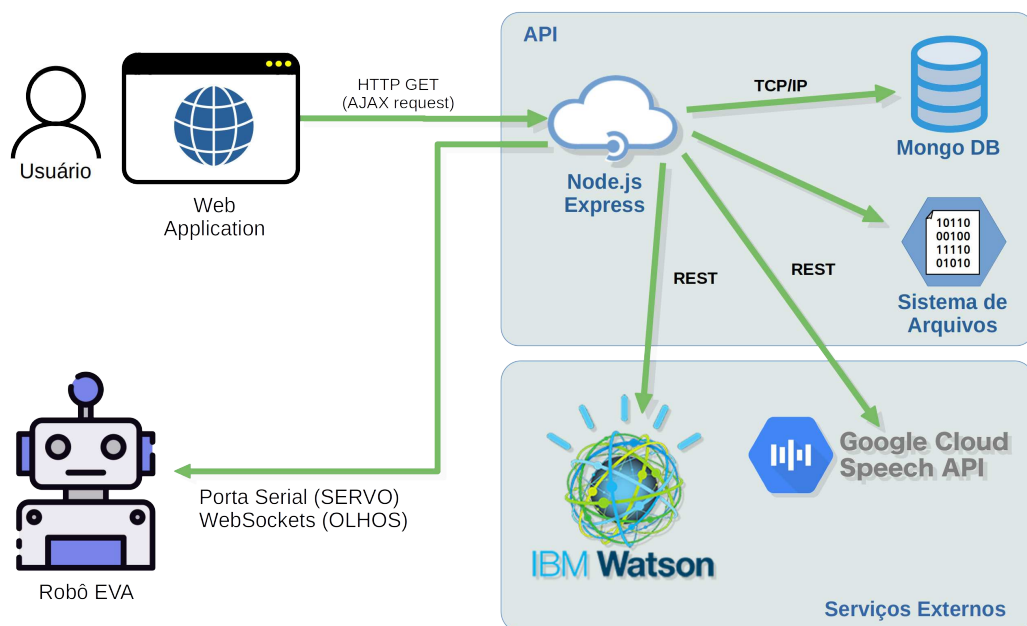 API
HTTP GET
(AJAX request)
TCP/IP
Usuário
Mongo DB
Node.js
Express
Web
Application
10110
00100
11110
01010
REST
REST
Sistema de
Arquivos
Google Cloud
Speech API
Porta Serial (SERVO)
WebSockets (OLHOS)
IBM Watson
Robô EVA
Serviços Externos